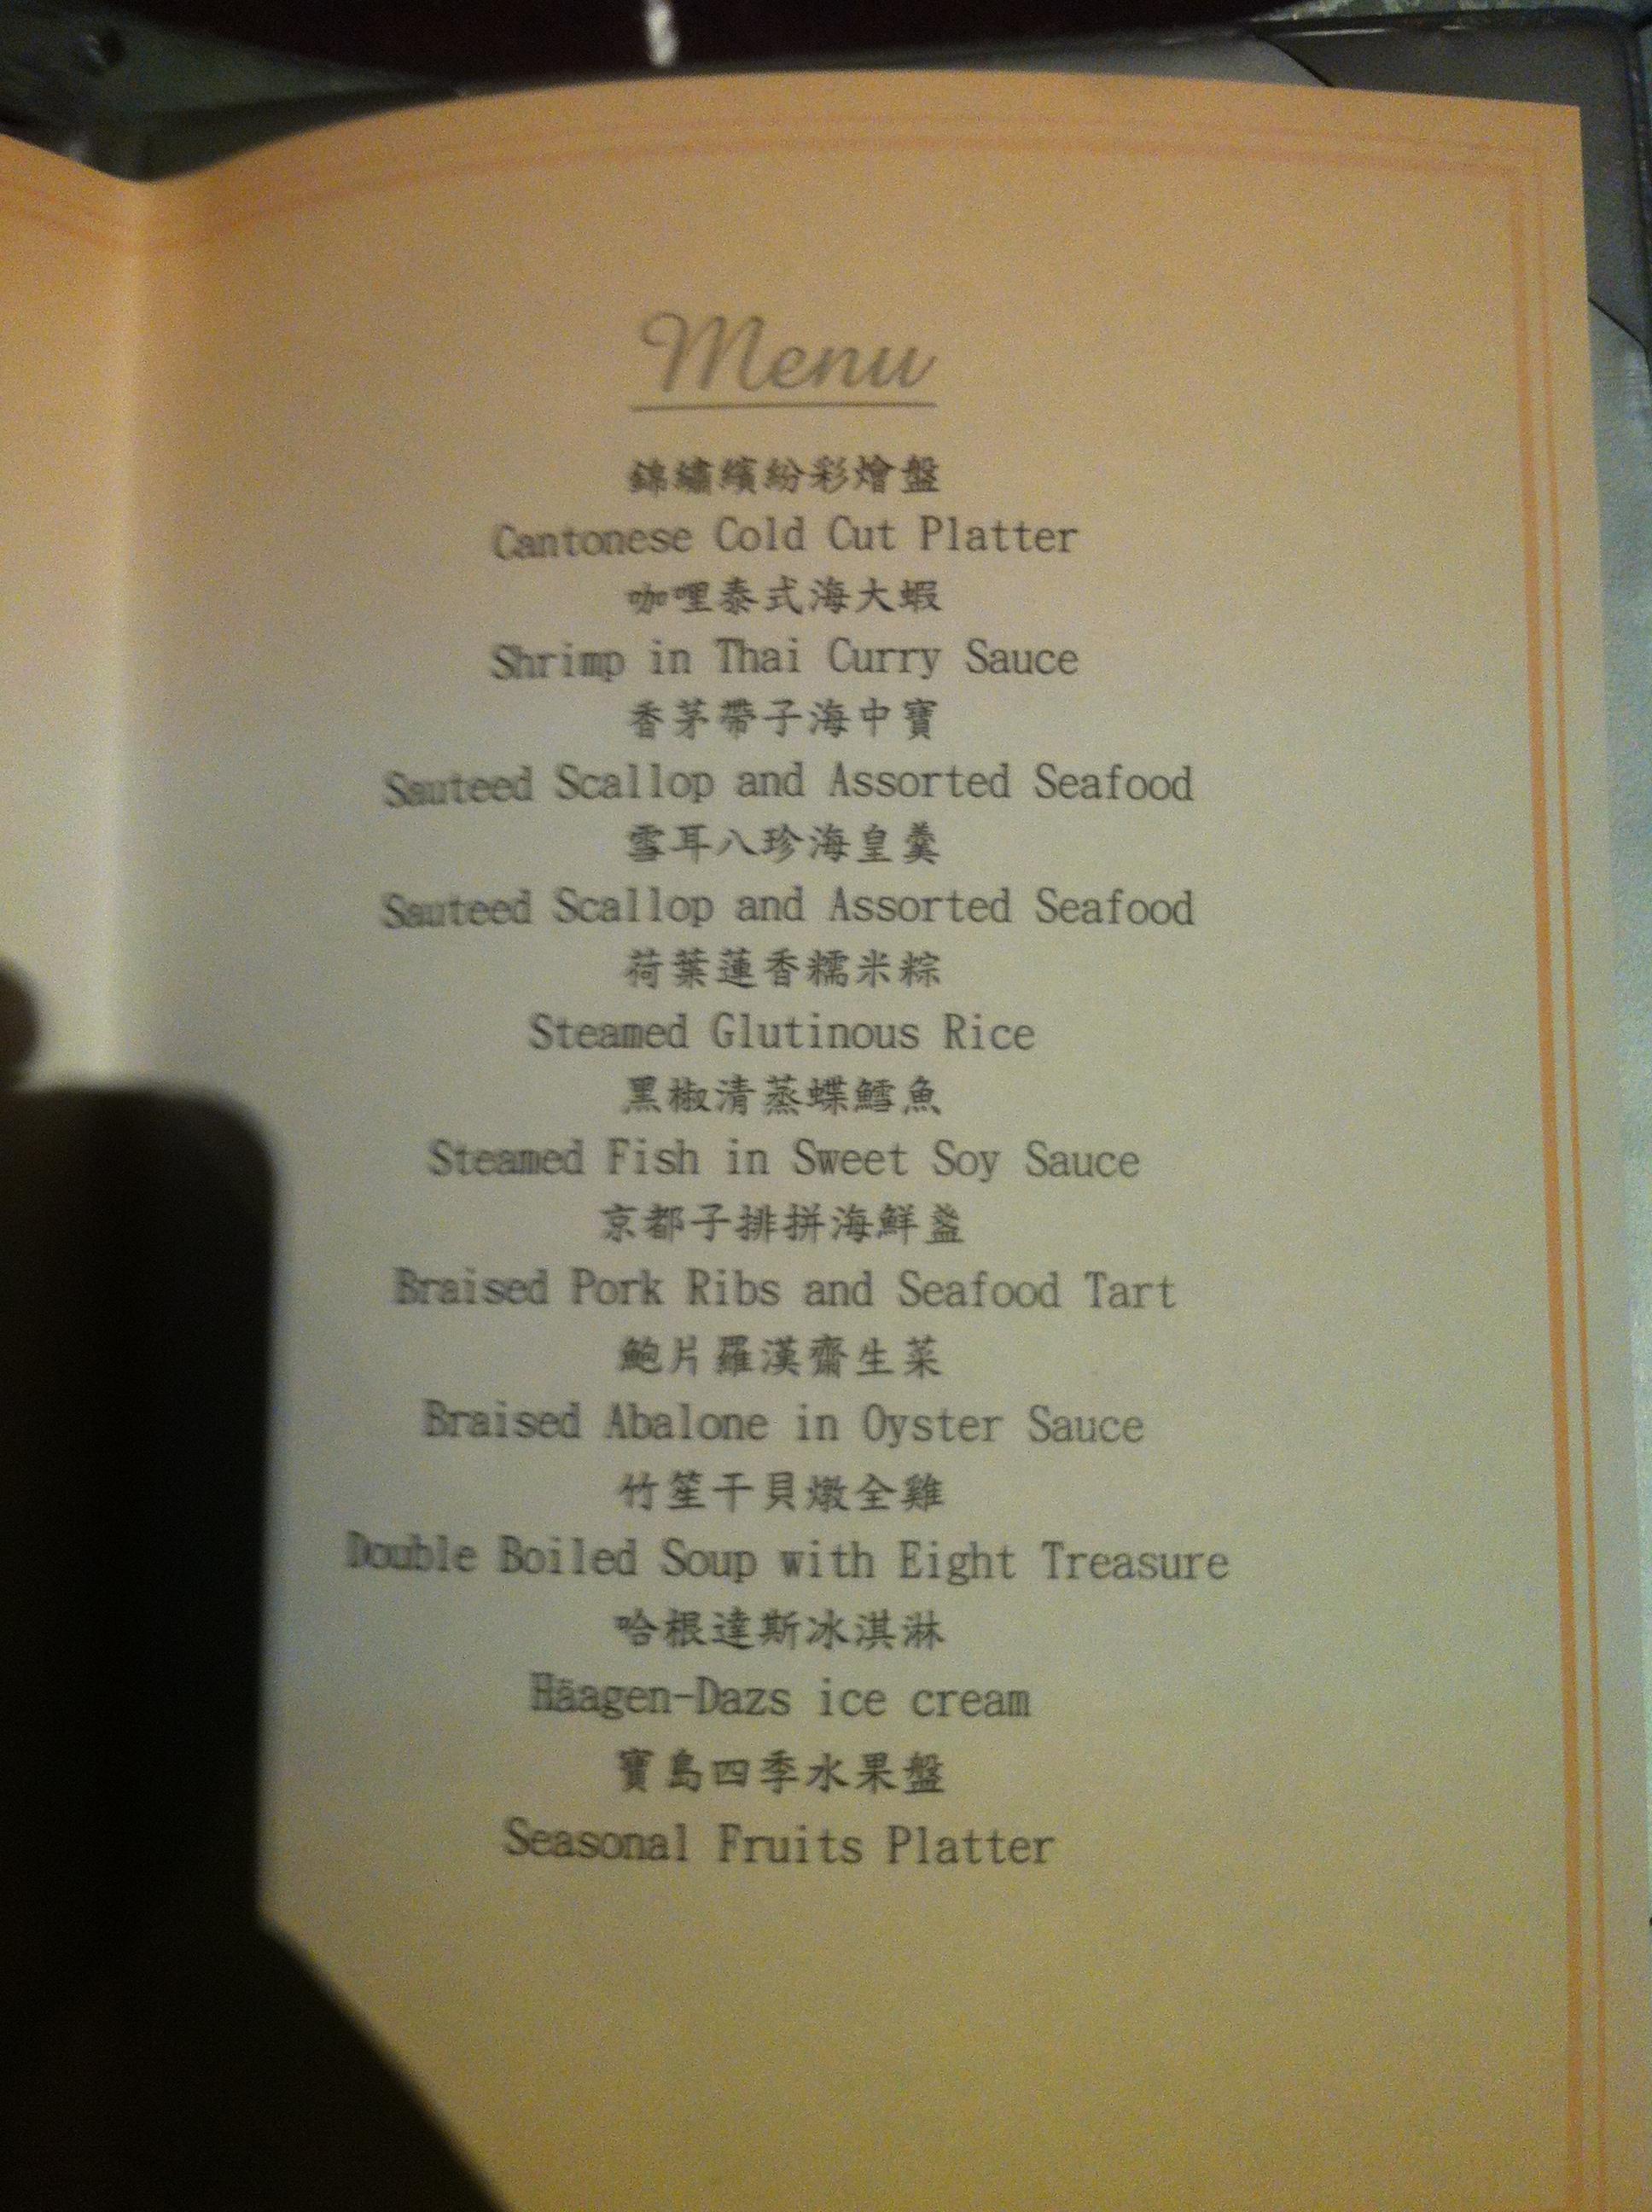 Menu
錦繡繽紛彩燴盤
Cantonese Cold Cut Platter
咖哩泰式海大蝦
Shrimp in Thai Curry Sauce
香茅帶子海中寶
Sauteed Scallop and Assorted Seafood
雪耳八珍海皇羹
Sauteed Scallop and Assorted Seafood
荷葉蓮香糯米粽
Steamed Glutinous Rice
黑椒清蒸蝶鱈魚
Steamed Fish in Sweet Soy Sauce
京都子排拼海鮮盞
Braised Pork Ribs and Seafood Tart
鮑片羅漢齋生菜
Braised Abalone in Oyster Sauce
竹笙干貝燉全雞
Double Boiled Soup with Eight Treasure
哈根達斯冰淇淋
Häagen-Dazs ice cream
寶島四季水果盤
Seasonal Fruits Platter